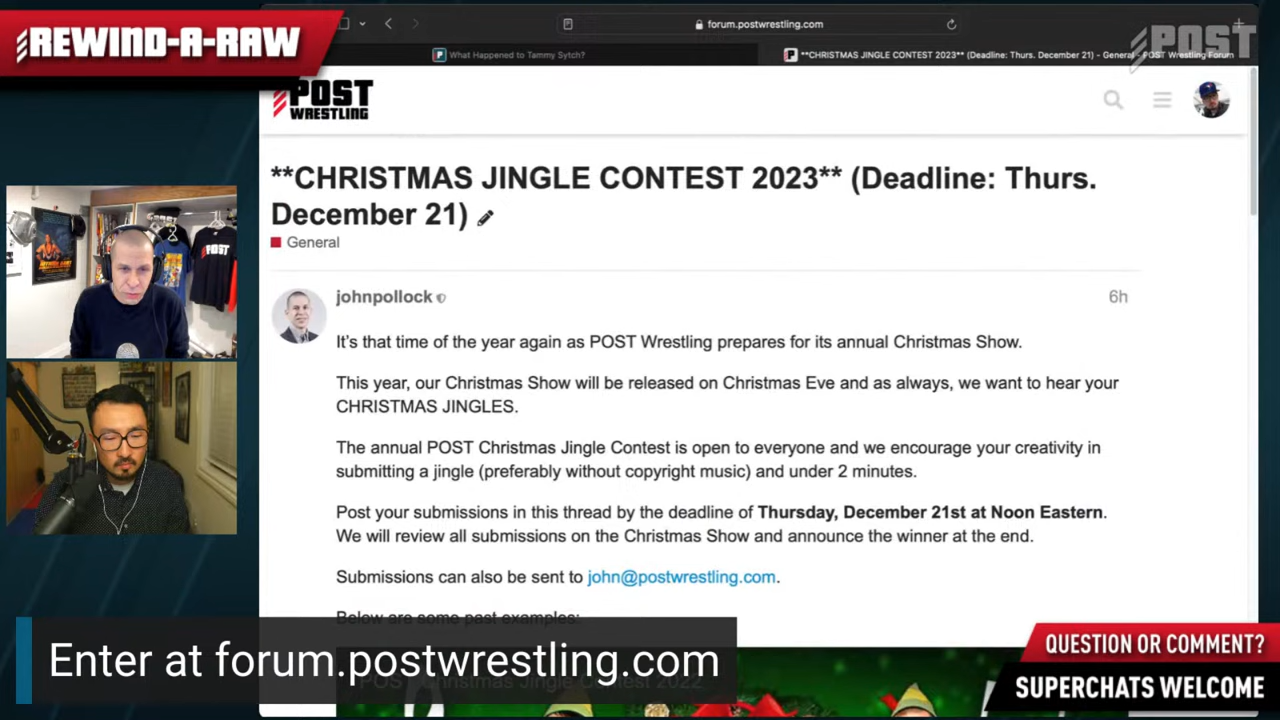 REWIND-A-RAW
forum.postwrestling.com
What Happened to Tammy Sytch?
**CHRISTMAS JINGLE CONTEST 2023** (Deadline: Thurs. December 21) - General - POST Wrestling Forum
POST
POST
WRESTLING
**CHRISTMAS JINGLE CONTEST 2023** (Deadline: Thurs.
December 21)
General
johnpollock
6h
It's that time of the year again as POST Wrestling prepares for its annual Christmas Show.
This year, our Christmas Show will be released on Christmas Eve and as always, we want to hear your
CHRISTMAS JINGLES.
The annual POST Christmas Jingle Contest is open to everyone and we encourage your creativity in
submitting a jingle (preferably without copyright music) and under 2 minutes.
Post your submissions in this thread by the deadline of Thursday, December 21st at Noon Eastern.
We will review all submissions on the Christmas Show and announce the winner at the end.
Submissions can also be sent to john@postwrestling.com.
Below are some past examples:
POST Christmas Jingle Contest 2022
Enter at forum.postwrestling.com
QUESTION OR COMMENT?
SUPERCHATS WELCOME
POST